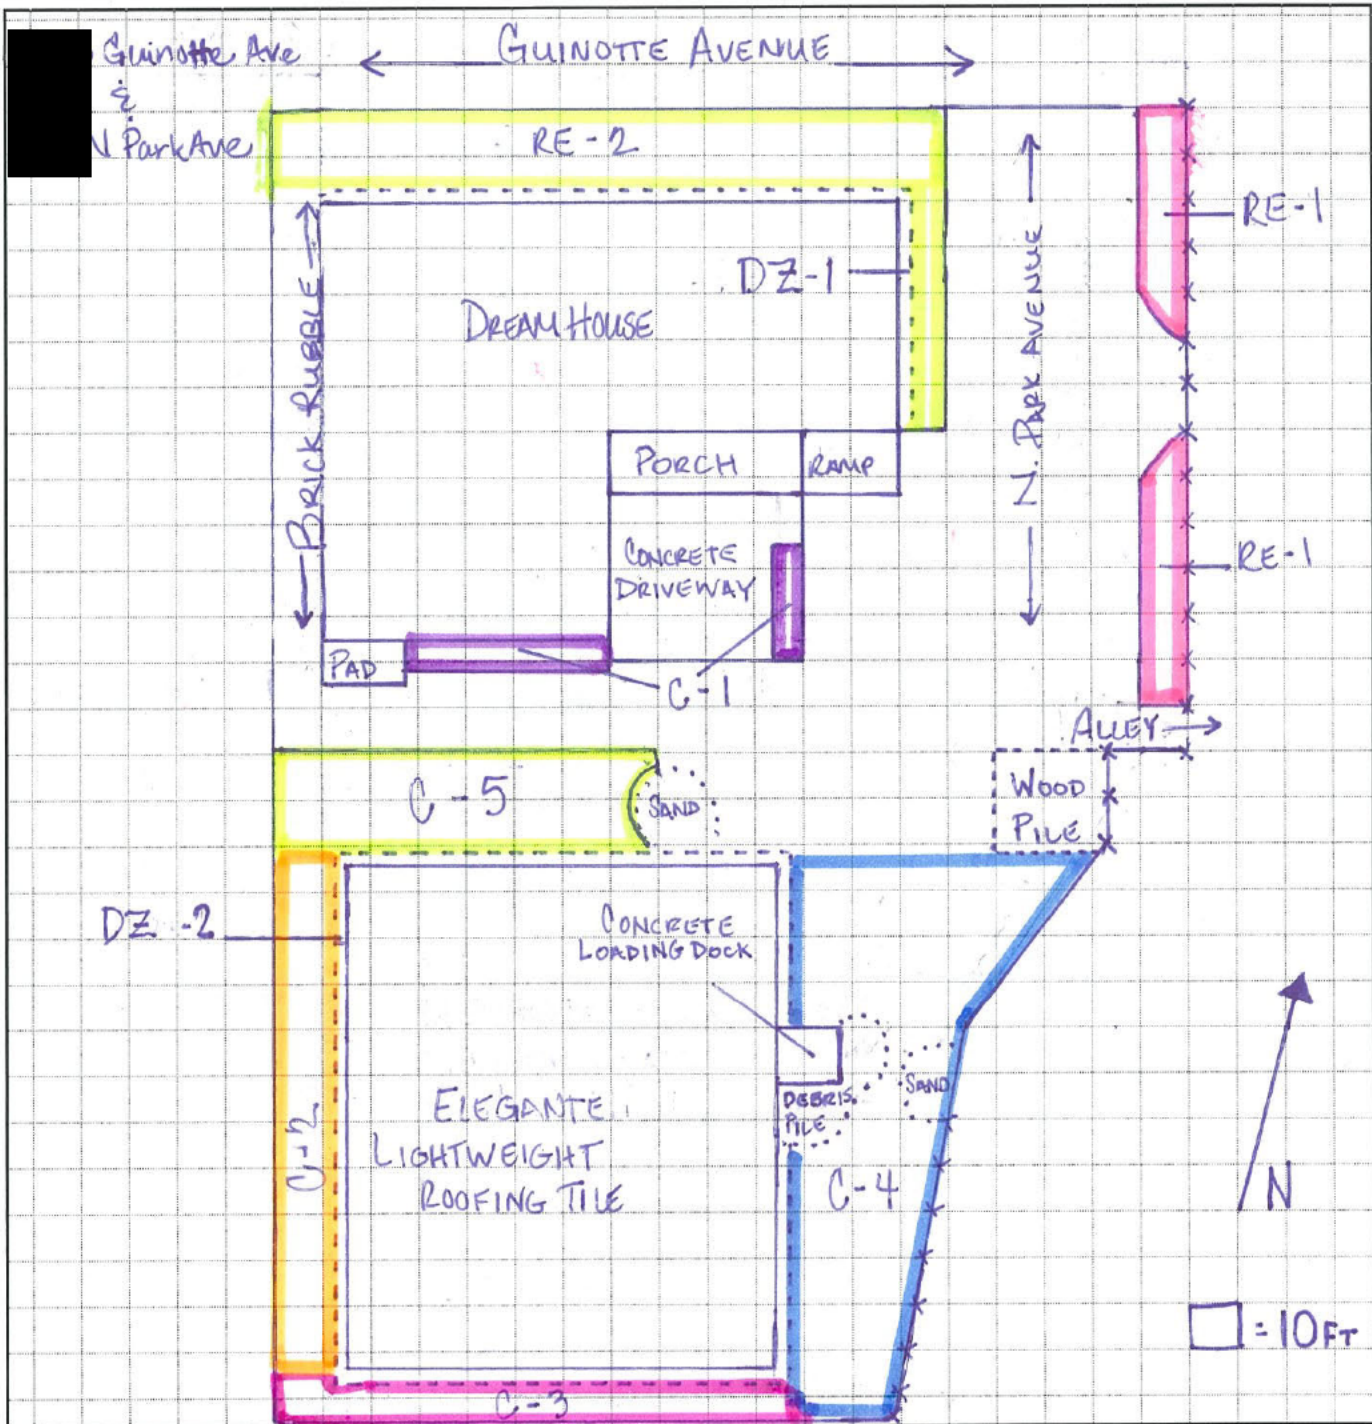 Guinotte Ave
&
N Park Ave
GUINOTTE AVENUE
RE-2
RE-1
DZ-1
N. PARK AVENUE
BRICK RUBBLE
DREAM HOUSE
PORCH
RAMP
CONCRETE
DRIVEWAY
RE-1
PAD
C-1
ALLEY
C-5
SAND
WOOD
PILE
DZ-2
CONCRETE
LOADING DOCK
C-2
ELEGANTE
LIGHTWEIGHT
ROOFING TILE
DEBRIS
PILE
SAND
C-4
N
= 10 FT
C-3